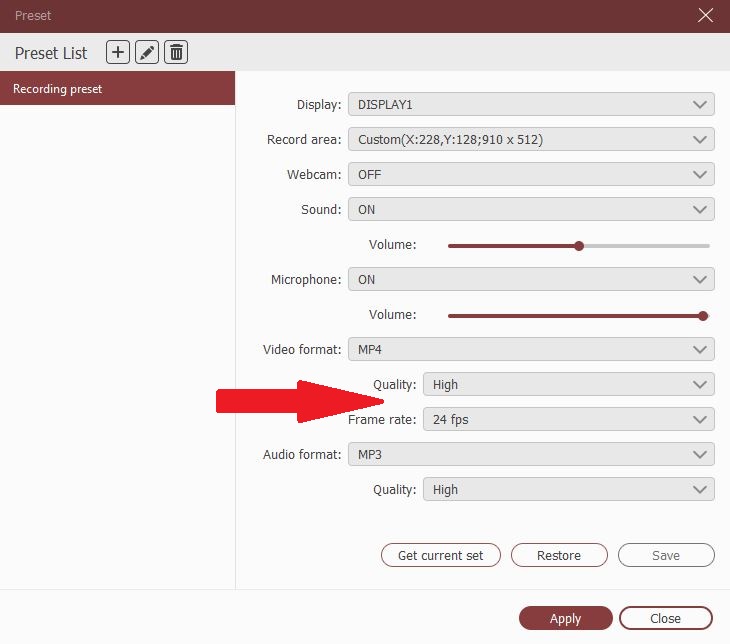 Preset
Preset List
Recording preset
Display: DISPLAY1
Record area: Custom(X:228,Y:128;910 x 512)
Webcam: OFF
Sound: ON
Volume:
Microphone: ON
Volume:
Video format: MP4
Quality: High
Frame rate: 24 fps
Audio format: MP3
Quality: High
Get current set Restore Save
Apply Close